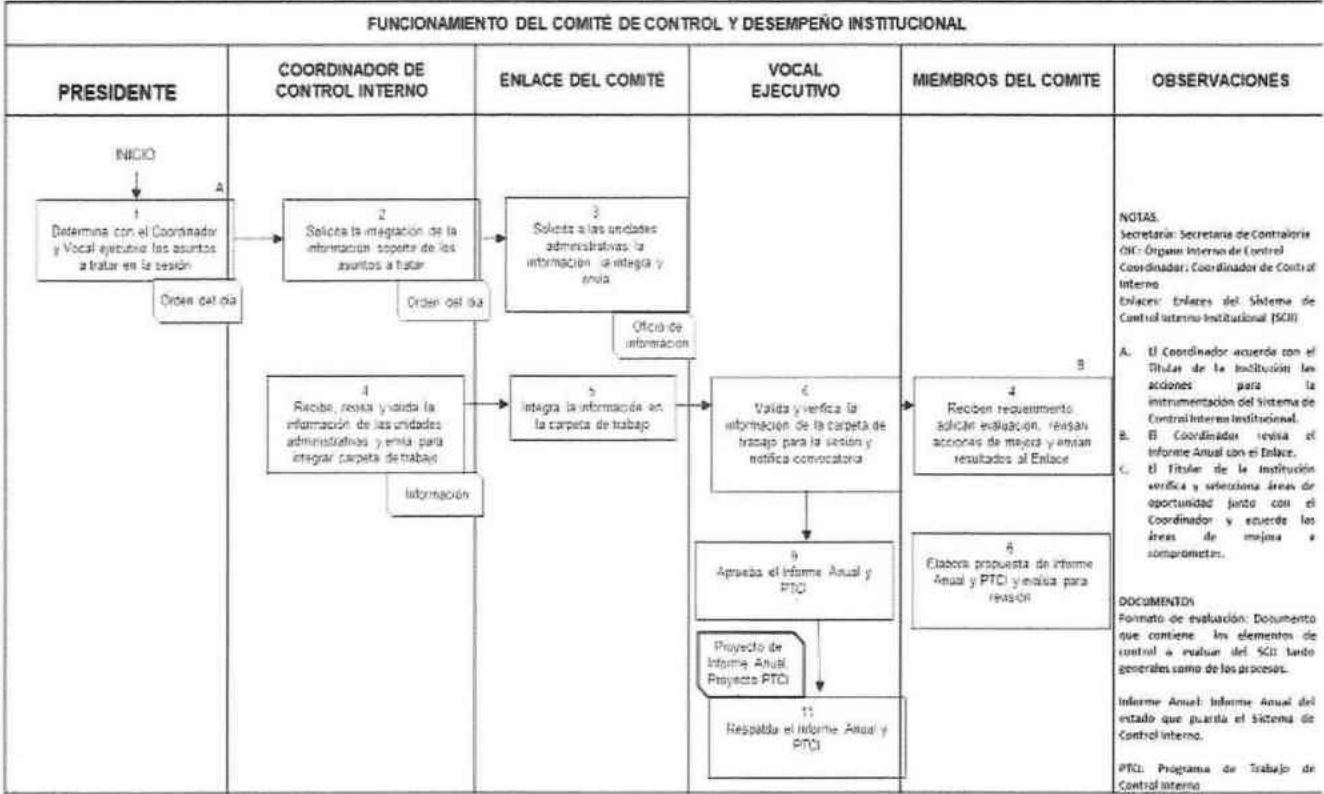 FUNCIONAMIENTO DEL COMITÉ DE CONTROL Y DESEMPEÑO INSTITUCIONAL
PRESIDENTE
COORDINADOR DE
CONTROL INTERNO
ENLACE DEL COMITÉ
VOCAL
EJECUTIVO
MIEMBROS DEL COMITÉ
OBSERVACIONES
INICIO
A
1
Determina con el Coordinador
y Vocal ejecutivo los asuntos
a tratar en la sesión
Orden del día
2
Solicita la integración de la
información soporte de los
asuntos a tratar
Orden del día
3
Solicita a las unidades
administrativas la
información, la integra y
envía
Oficio de
información
4
Recibe, revisa y valida la
información de las unidades
administrativas y envía para
integrar carpeta de trabajo
Información
5
Integra la información en
la carpeta de trabajo
6
Valida y verifica la
información de la carpeta de
trabajo para la sesión y
notifica convocatoria
B
4
Reciben requerimiento
aplican evaluación, revisan
acciones de mejora y envían
resultados al Enlace
9
Aprueba el Informe Anual y
PTCI
6
Elabora propuesta de Informe
Anual y PTCI y envía para
revisión
Proyecto de
Informe Anual,
Proyecto PTCI
11
Respalda el Informe Anual y
PTCI
NOTAS.
Secretaría: Secretaría de Contraloría
OIC: Órgano Interno de Control
Coordinador: Coordinador de Control
Interno
Enlaces: Enlaces del Sistema de
Control Interno Institucional (SCII)
A. El Coordinador acuerda con el
Titular de la Institución las
acciones para la
instrumentación del Sistema de
Control Interno Institucional.
B. El Coordinador revisa el
Informe Anual con el Enlace.
C. El Titular de la Institución
verifica y selecciona áreas de
oportunidad junto con el
Coordinador y acuerda las
áreas de mejora a
comprometer.
DOCUMENTOS
Formato de evaluación: Documento
que contiene los elementos de
control a evaluar del SCII tanto
generales como de los procesos.
Informe Anual: Informe Anual del
estado que guarda el Sistema de
Control Interno.
PTCI: Programa de Trabajo de
Control Interno